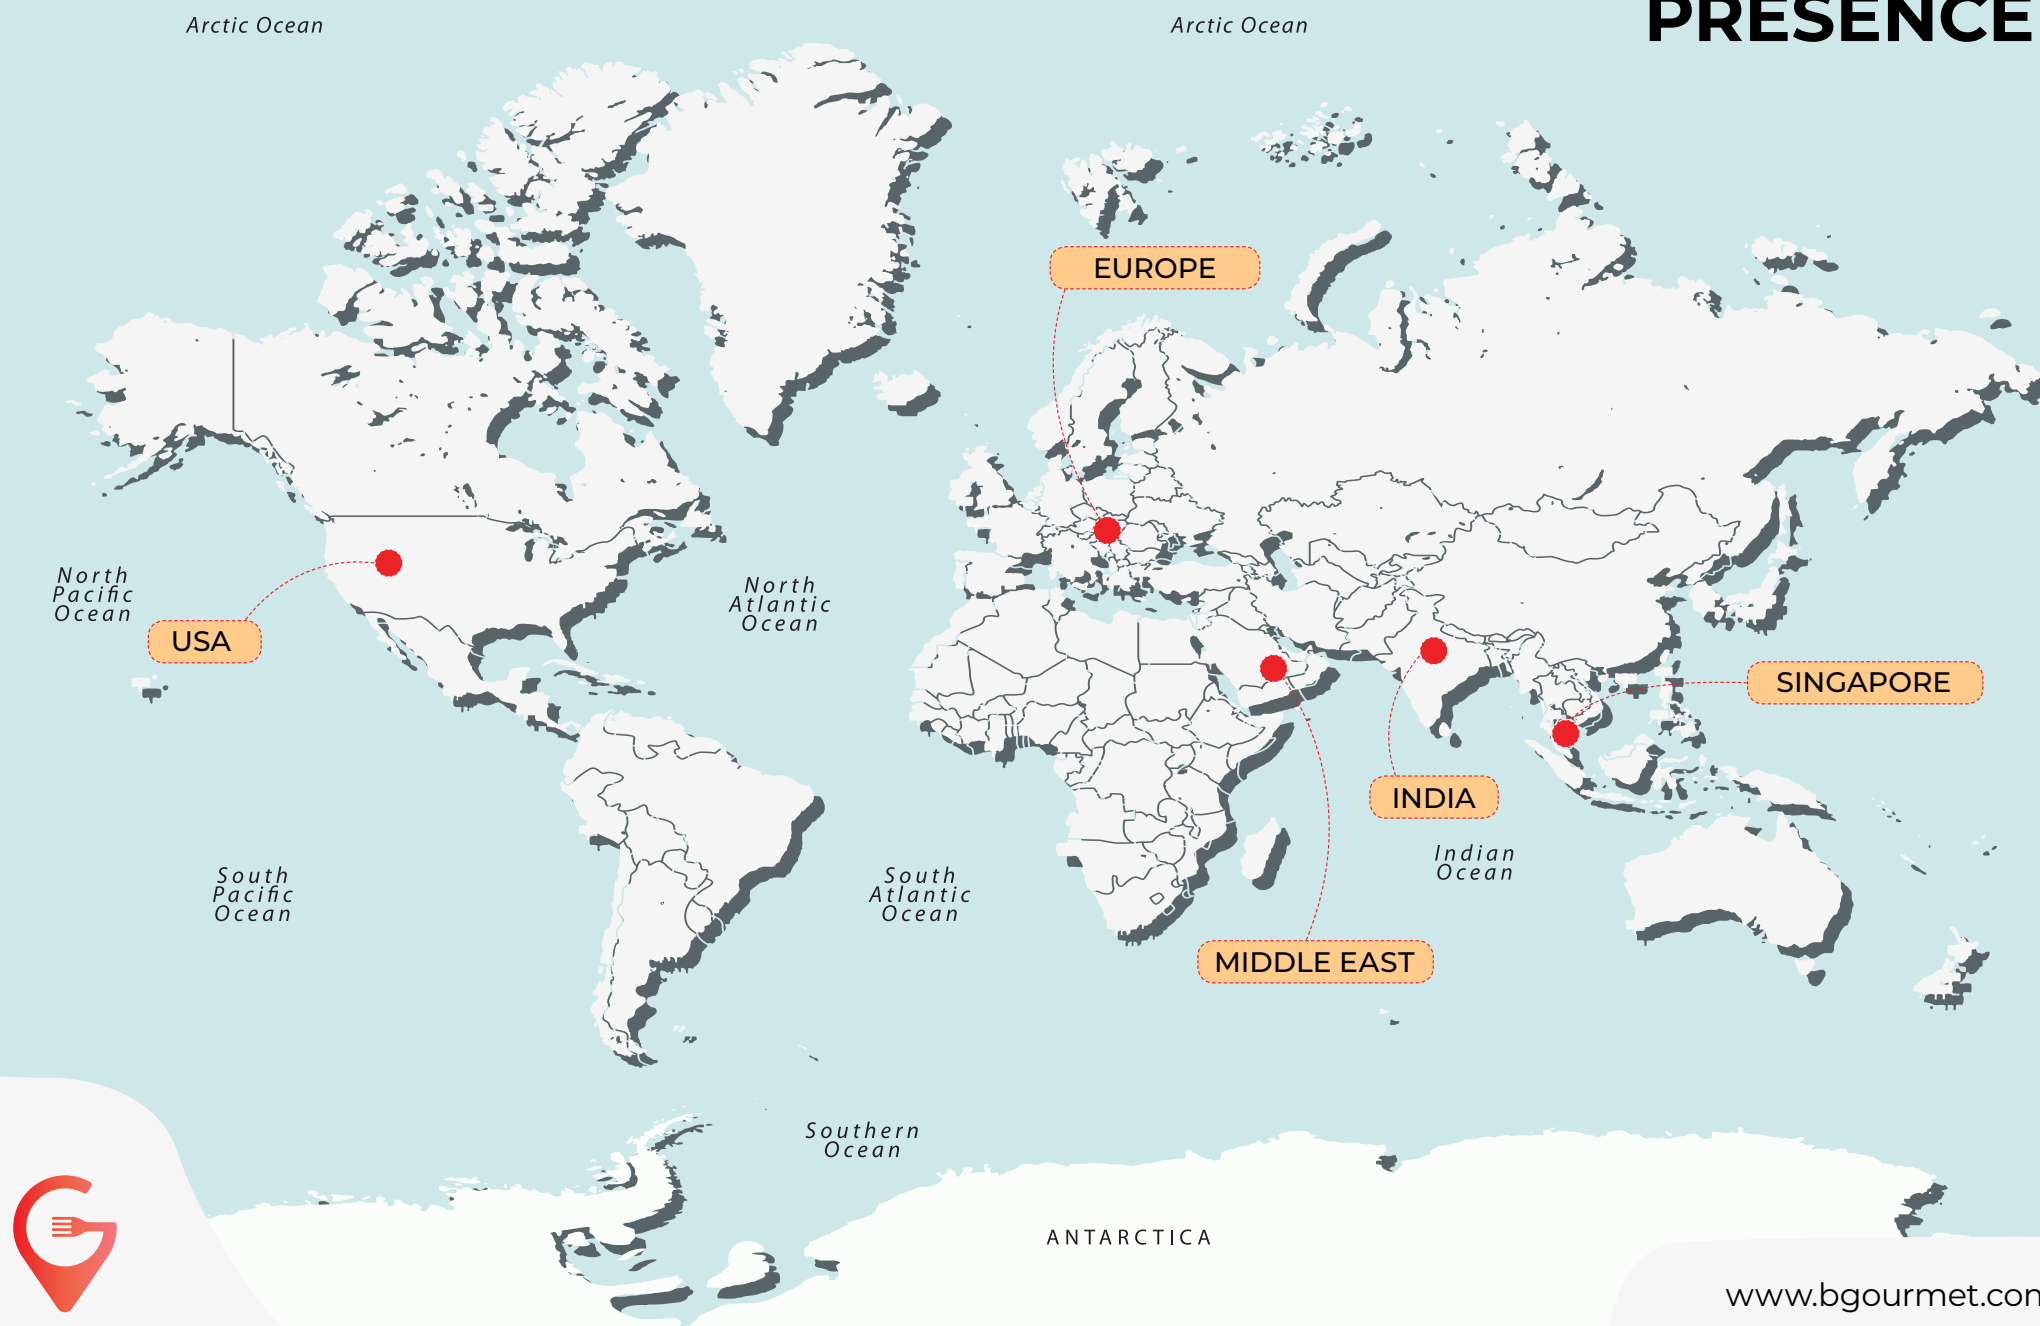 PRESENCE
Arctic Ocean
Arctic Ocean
EUROPE
North
Pacific
Ocean
USA
North
Atlantic
Ocean
SINGAPORE
INDIA
Indian
Ocean
South
Pacific
Ocean
South
Atlantic
Ocean
MIDDLE EAST
Southern
Ocean
ANTARCTICA
www.bgourmet.com